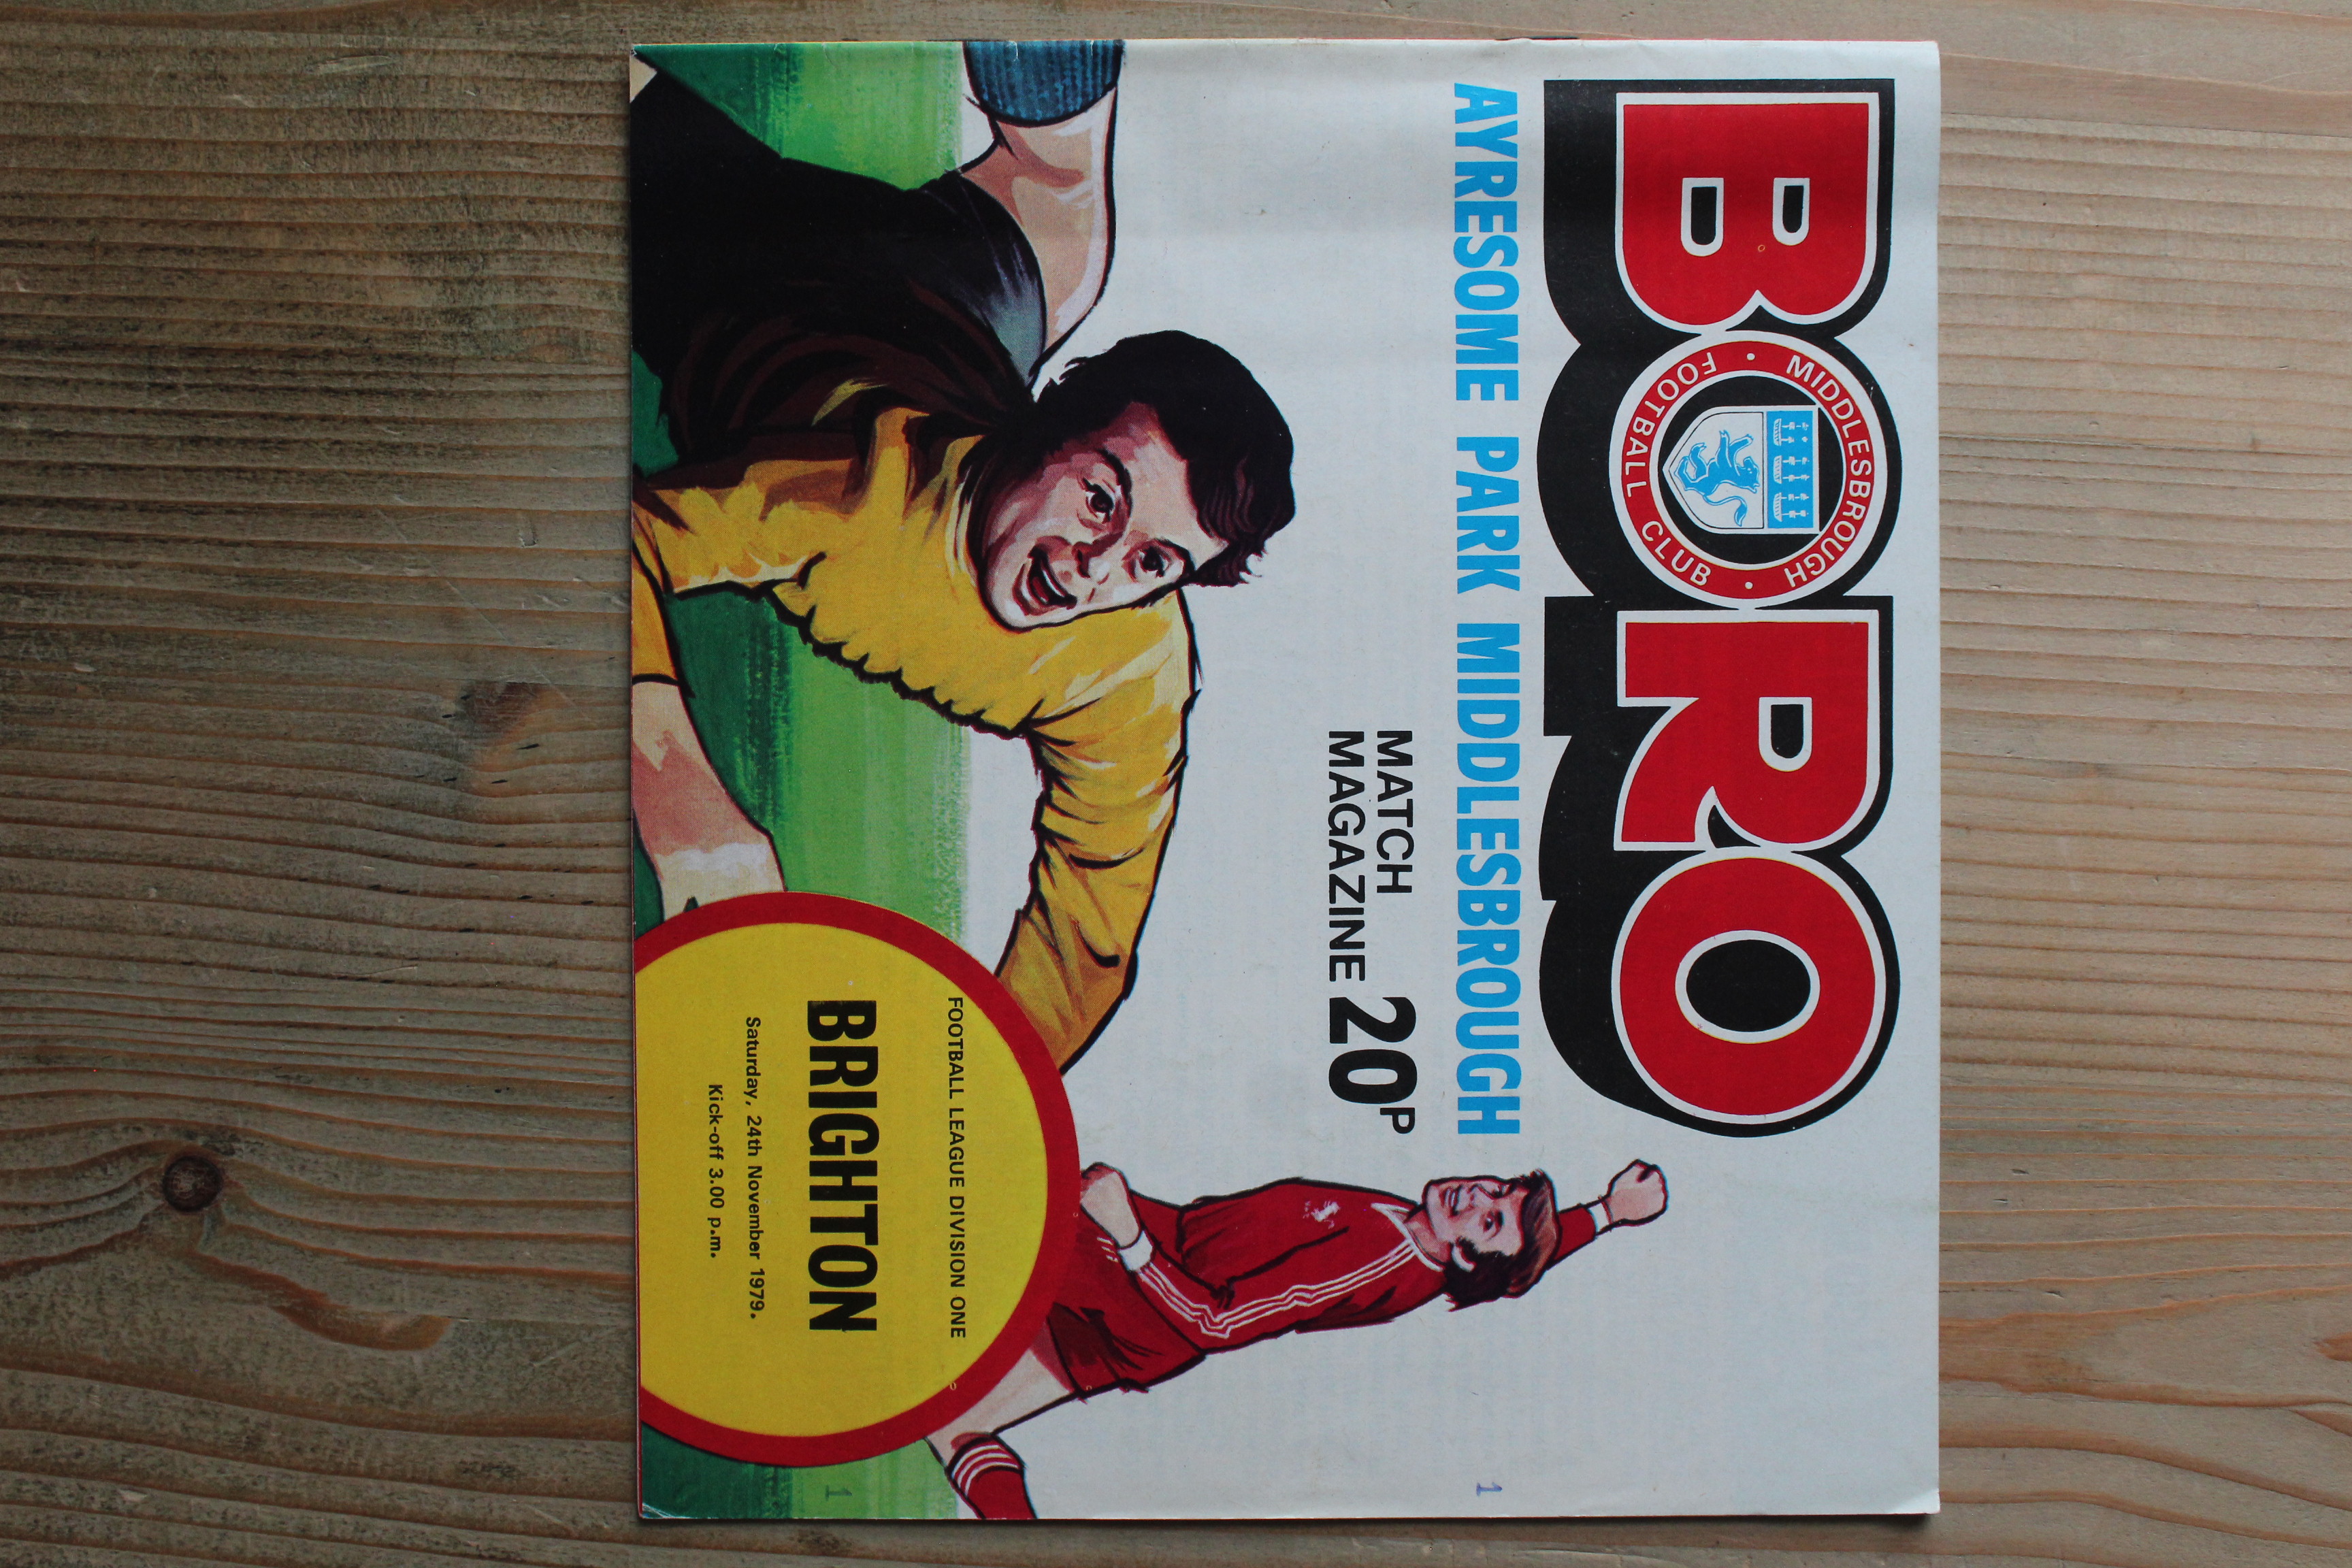 BORO
MIDDLESBROUGH
FOOTBALL CLUB
AYRESOME PARK MIDDLESBROUGH
MATCH
MAGAZINE 20P
FOOTBALL LEAGUE DIVISION ONE
BRIGHTON
Saturday, 24th November 1979.
Kick-off 3.00 p.m.
1
1